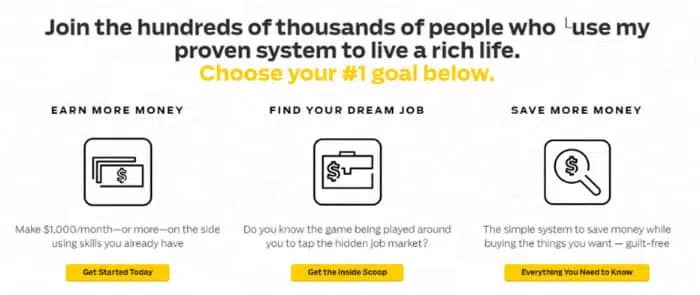 Join the hundreds of thousands of people who use my
proven system to live a rich life.
Choose your #1 goal below.
EARN MORE MONEY
$
Make $1,000/month—or more—on the side
using skills you already have
Get Started Today
FIND YOUR DREAM JOB
$
Do you know the game being played around
you to tap the hidden job market?
Get the Inside Scoop
SAVE MORE MONEY
$
The simple system to save money while
buying the things you want — guilt-free
Everything You Need to Know